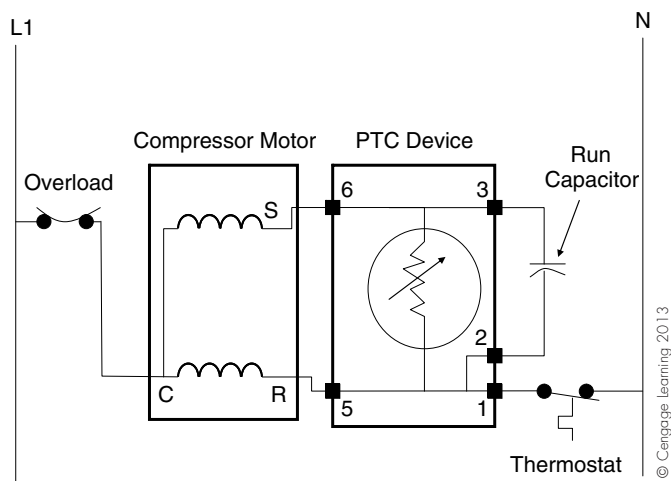 L1
N
Compressor Motor
PTC Device
Run
Capacitor
Overload
S
6
3
2
C
R
5
1
Thermostat
© Cengage Learning 2013